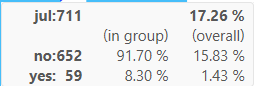 jul:711 17.26 %
(in group) (overall)
no:652 91.70 % 15.83 %
yes: 59 8.30 % 1.43 %